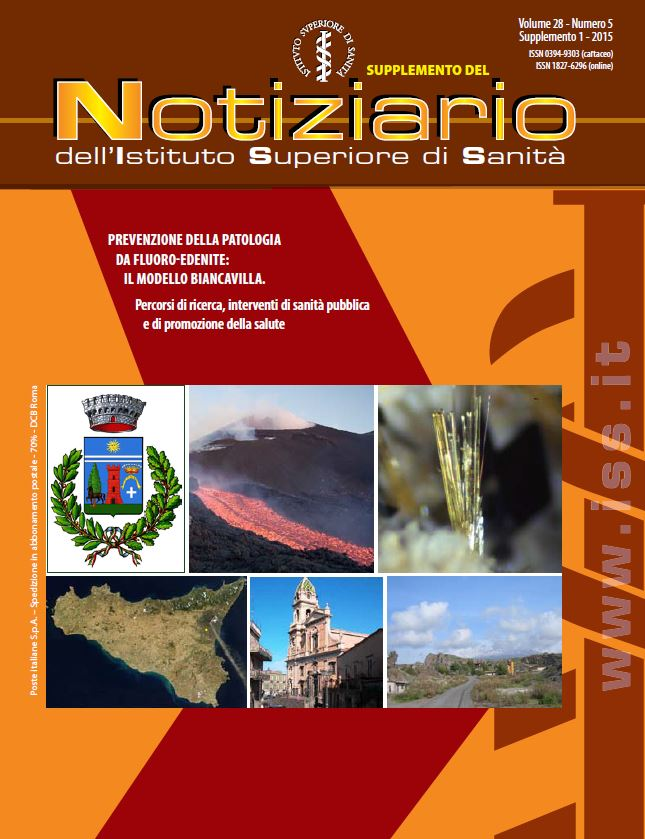 Volume 28 - Numero 5
Supplemento 1 - 2015
ISSN 0394-9303 (cartaceo)
ISSN 1827-6296 (online)
ISTITUTO SUPERIORE DI SANITÀ
SUPPLEMENTO DEL
Notiziario
dell'Istituto Superiore di Sanità
PREVENZIONE DELLA PATOLOGIA
DA FLUORO-EDENITE:
IL MODELLO BIANCAVILLA.
Percorsi di ricerca, interventi di sanità pubblica
e di promozione della salute
www.iss.it
Poste italiane S.p.A. – Spedizione in abbonamento postale - 70% - DCB Roma